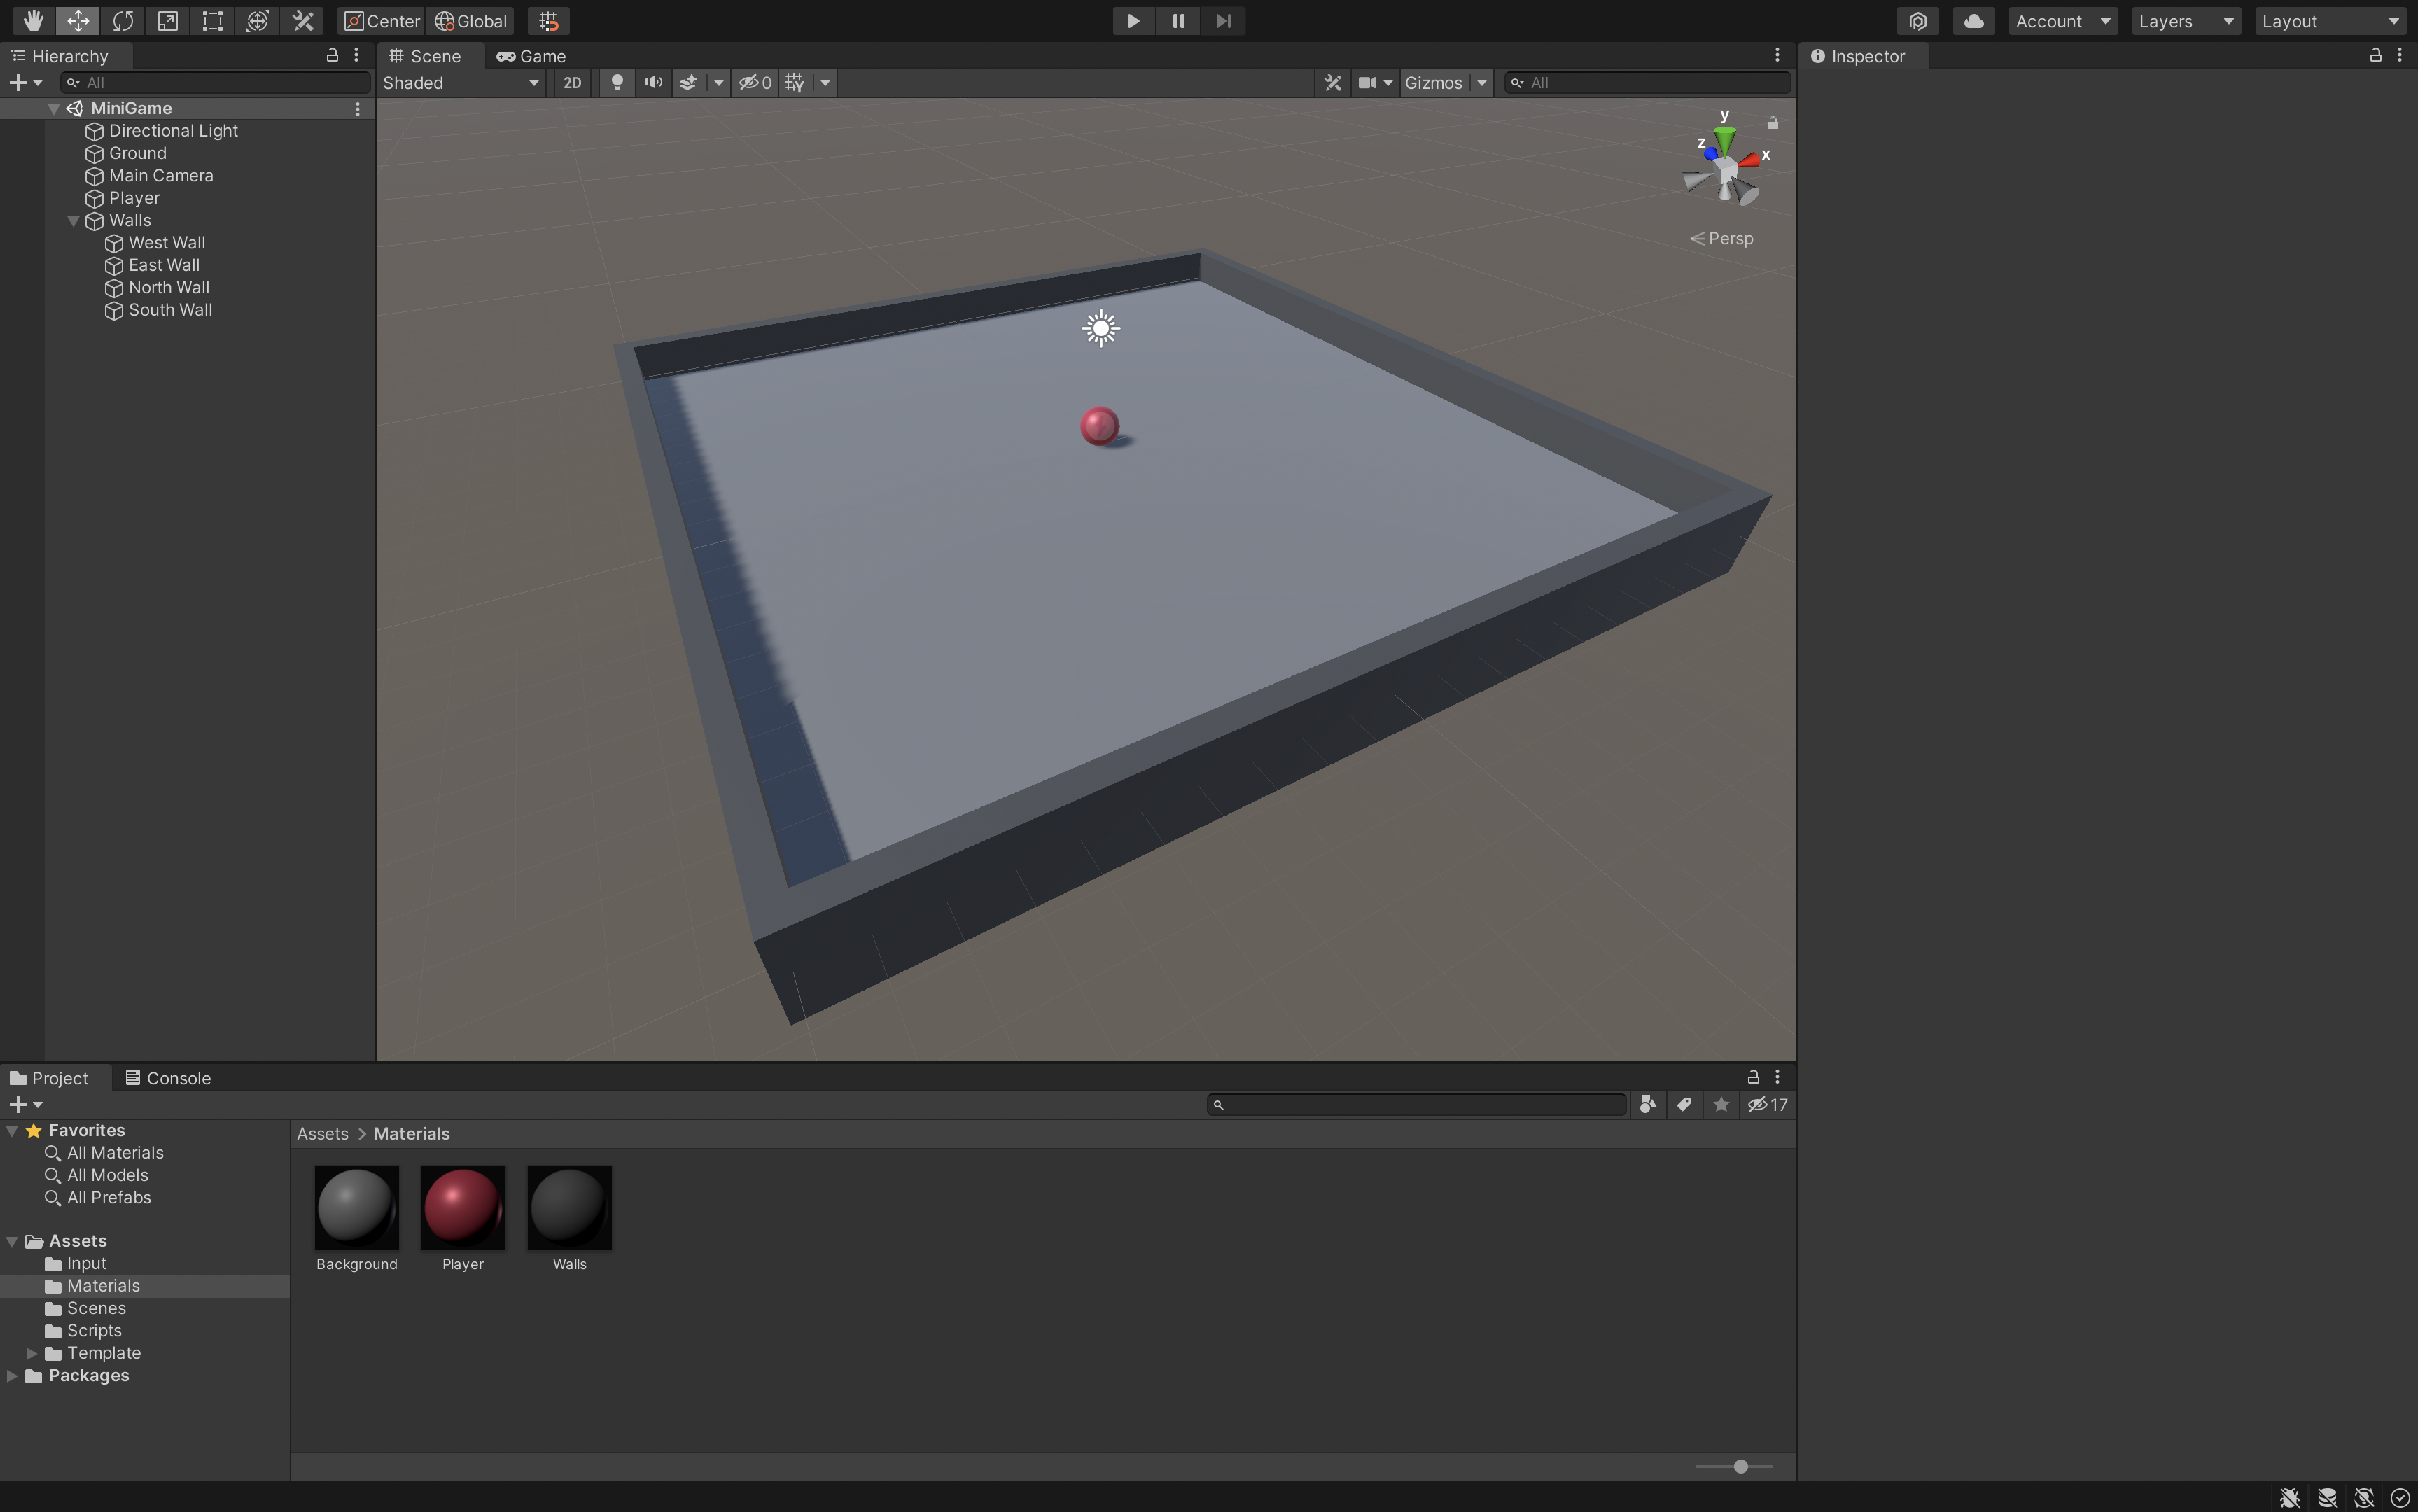 Center Global Account Layers Layout
Hierarchy
All
MiniGame
Directional Light
Ground
Main Camera
Player
Walls
West Wall
East Wall
North Wall
South Wall
Scene Game
Shaded 2D 0 Gizmos All
y
z
x
Persp
Inspector
Project Console
17
Favorites
All Materials
All Models
All Prefabs
Assets
Input
Materials
Scenes
Scripts
Template
Packages
Assets > Materials
Background Player Walls